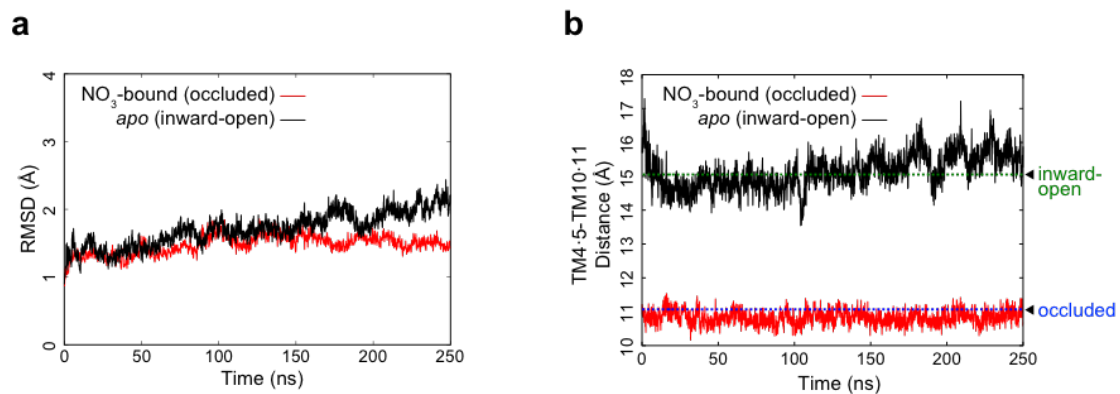 a
4
3
2
1
0
RMSD (Å)
NO₃-bound (occluded)
apo (inward-open)
0 50 100 150 200 250
Time (ns)
b
18
17
16
15
14
13
12
11
10
TM4·5- TM10·11
Distance (Å)
NO₃-bound (occluded)
apo (inward-open)
inward-
open
occluded
0 50 100 150 200 250
Time (ns)